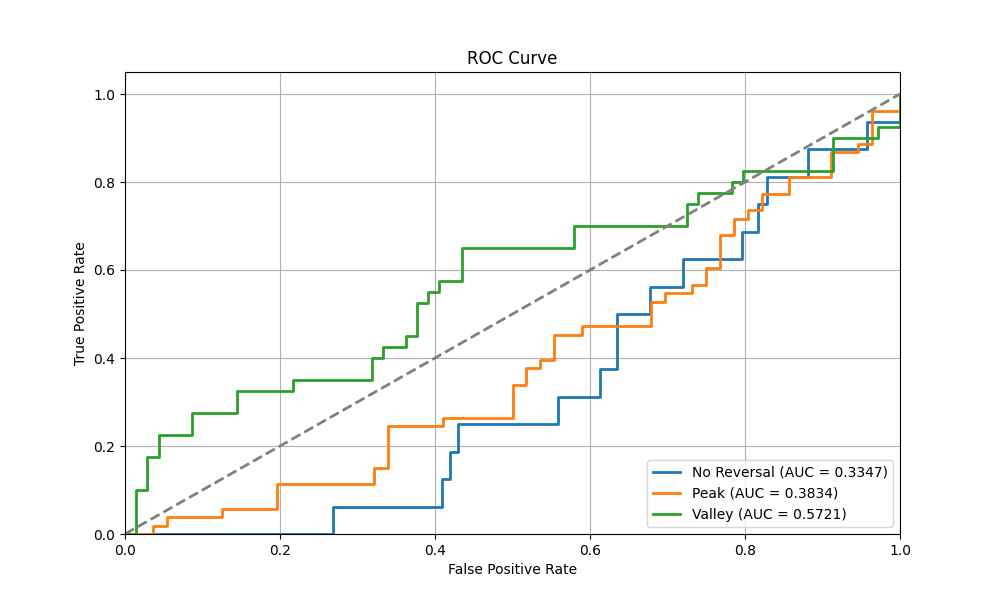 ROC Curve
True Positive Rate
1.0
0.8
0.6
0.4
0.2
0.0
0.0 0.2 0.4 0.6 0.8 1.0
False Positive Rate
No Reversal (AUC = 0.3347)
Peak (AUC = 0.3834)
Valley (AUC = 0.5721)